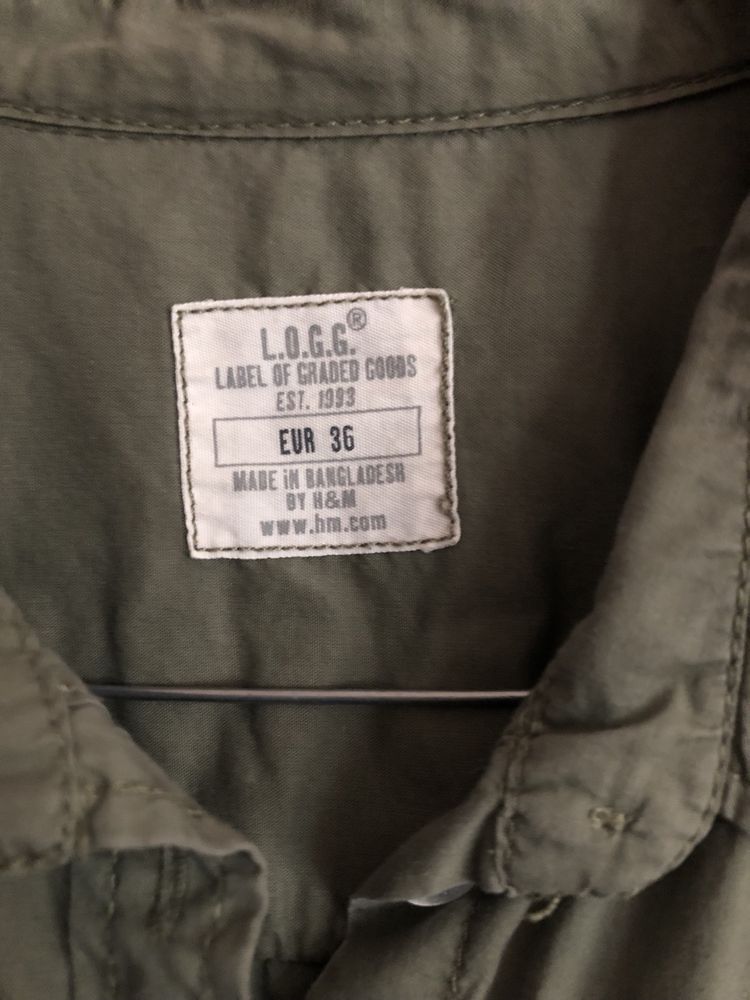 L.O.G.G.®
LABEL OF GRADED GOODS
EST. 1993
EUR 36
MADE iN BANGLADESH
BY H&M
www.hm.com